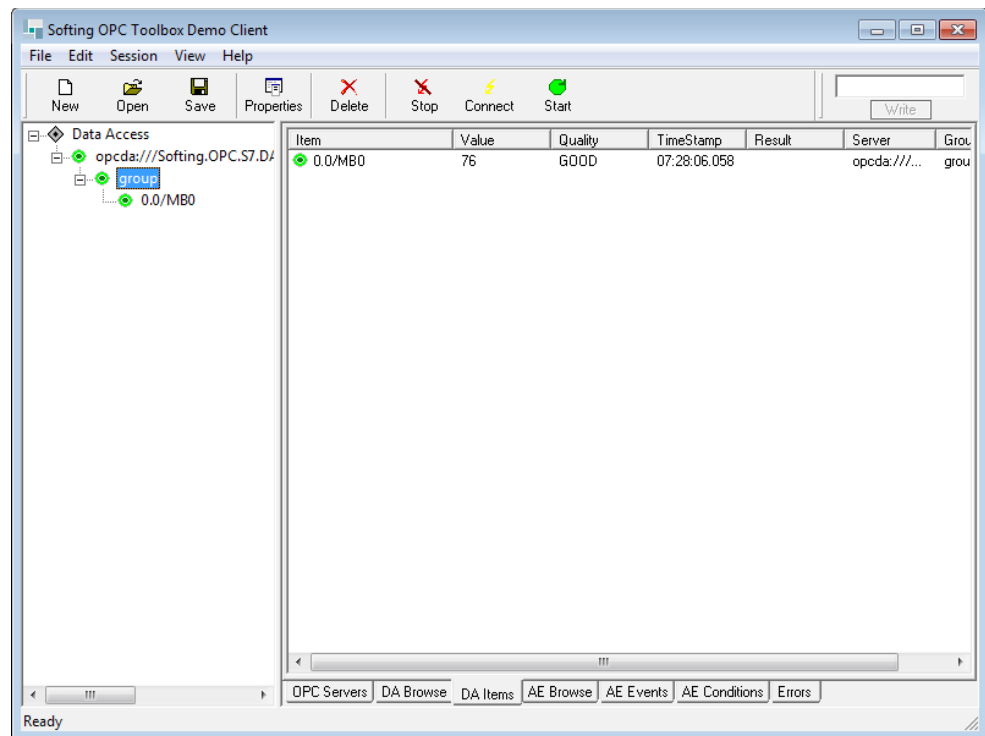 Softing OPC Toolbox Demo Client
File Edit Session View Help
New Open Save Properties Delete Stop Connect Start Write
Data Access
opcda:///Softing.OPC.S7.DA
group
0.0/MB0
Item Value Quality TimeStamp Result Server Grou
0.0/MB0 76 GOOD 07:28:06.058 opcda:///... grou
OPC Servers DA Browse DA Items AE Browse AE Events AE Conditions Errors
Ready